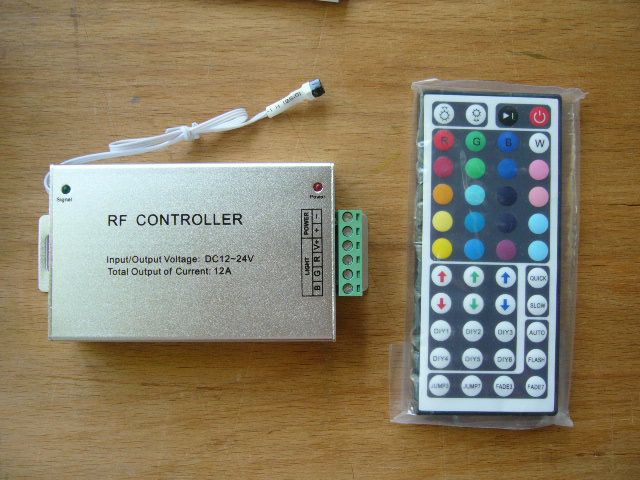 Signal
Power
RF CONTROLLER
Input/Output Voltage: DC12~24V
Total Output of Current: 12A
POWER
LIGHT
− + V+ R G B
R G B W
QUICK
SLOW
DIY1 DIY2 DIY3 AUTO
DIY4 DIY5 DIY6 FLASH
JUMP3 JUMP7 FADE3 FADE7